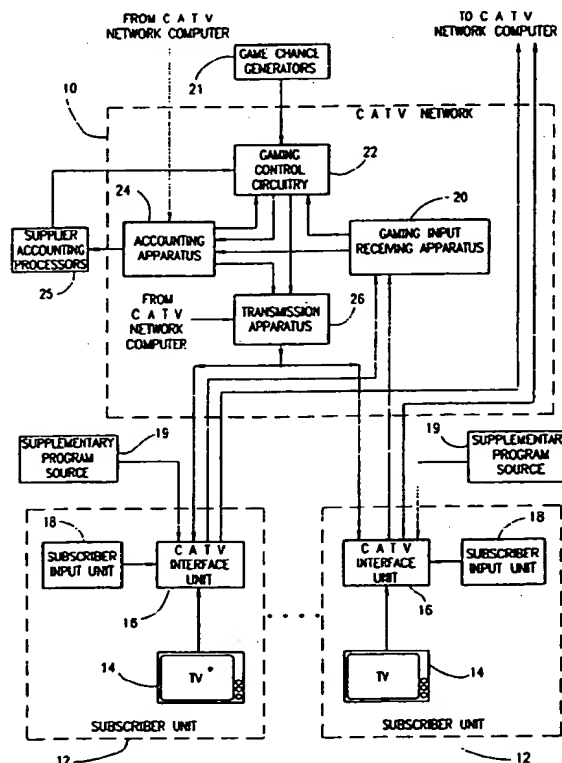 FROM C A T V
NETWORK COMPUTER
TO C A T V
NETWORK COMPUTER
GAME CHANCE
GENERATORS
21
10
C A T V NETWORK
GAMING
CONTROL
CIRCUITRY
22
24
20
SUPPLIER
ACCOUNTING
PROCESSORS
25
ACCOUNTING
APPARATUS
GAMING INPUT
RECEIVING APPARATUS
FROM
C A T V
NETWORK
COMPUTER
TRANSMISSION
APPARATUS
26
SUPPLEMENTARY
PROGRAM
SOURCE
19
19
SUPPLEMENTARY
PROGRAM
SOURCE
18
SUBSCRIBER
INPUT UNIT
C A T V
INTERFACE
UNIT
16
C A T V
INTERFACE
UNIT
16
18
SUBSCRIBER
INPUT UNIT
14
TV
TV
14
SUBSCRIBER UNIT
SUBSCRIBER UNIT
12
12